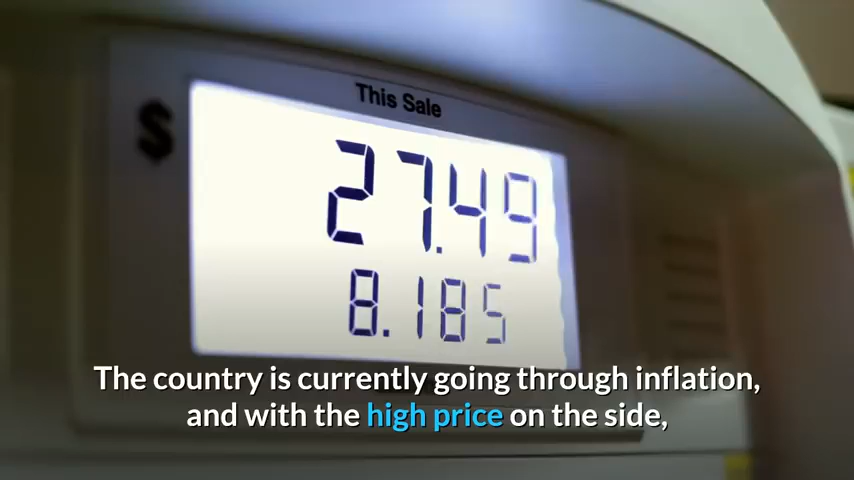 This Sale
$
27.49
8.185
The country is currently going through inflation,
and with the high price on the side,